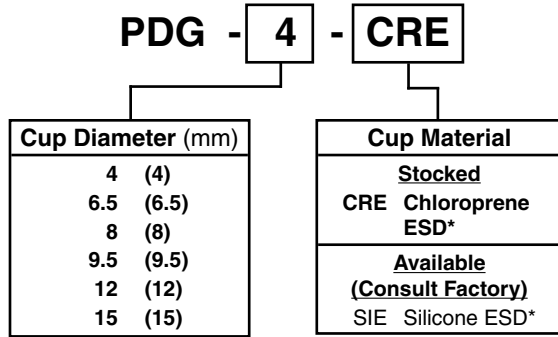 PDG - 4 - CRE
Cup Diameter (mm)
4 (4)
6.5 (6.5)
8 (8)
9.5 (9.5)
12 (12)
15 (15)
Cup Material
Stocked
CRE Chloroprene
ESD*
Available
(Consult Factory)
SIE Silicone ESD*